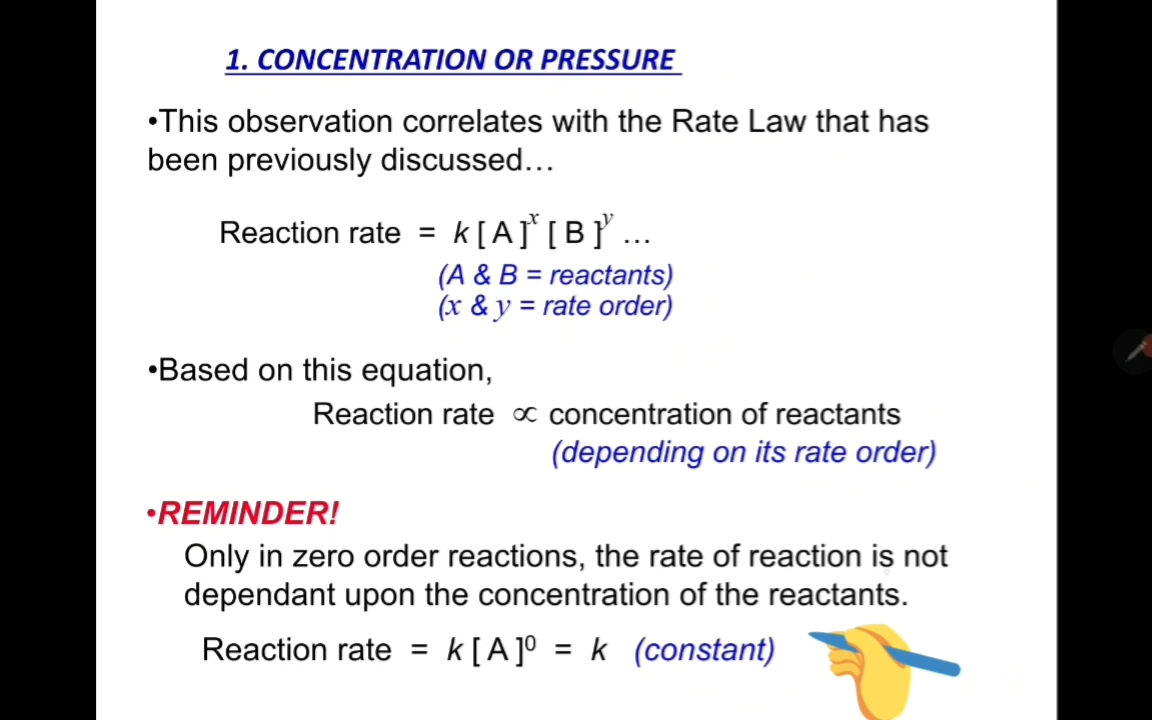 1. CONCENTRATION OR PRESSURE
•This observation correlates with the Rate Law that has
been previously discussed…
Reaction rate = k [ A ]ˣ [ B ]ʸ …
(A & B = reactants)
(x & y = rate order)
•Based on this equation,
Reaction rate ∝ concentration of reactants
(depending on its rate order)
•REMINDER!
Only in zero order reactions, the rate of reaction is not
dependant upon the concentration of the reactants.
Reaction rate = k [ A ]⁰ = k (constant)